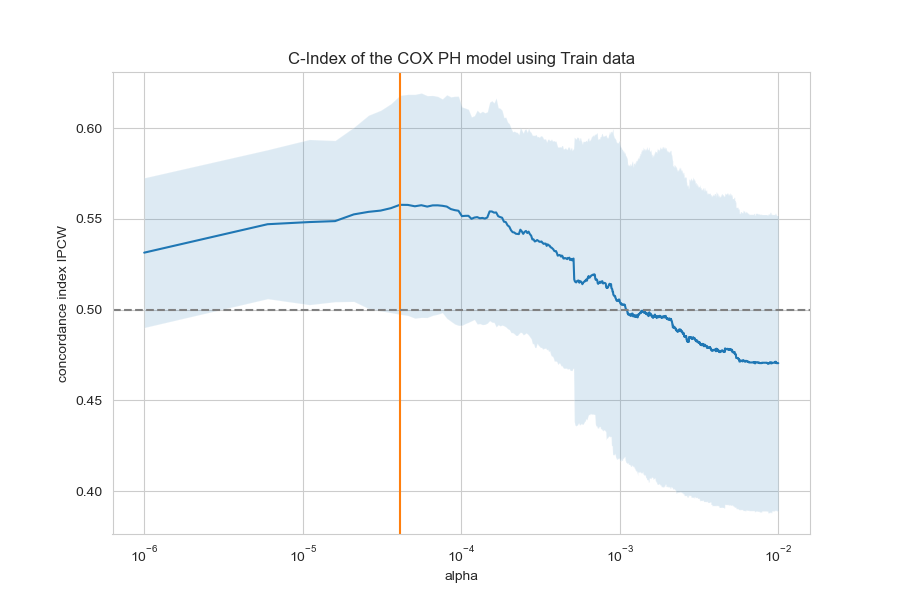 C-Index of the COX PH model using Train data
concordance index IPCW
0.60
0.55
0.50
0.45
0.40
10⁻⁶ 10⁻⁵ 10⁻⁴ 10⁻³ 10⁻²
alpha